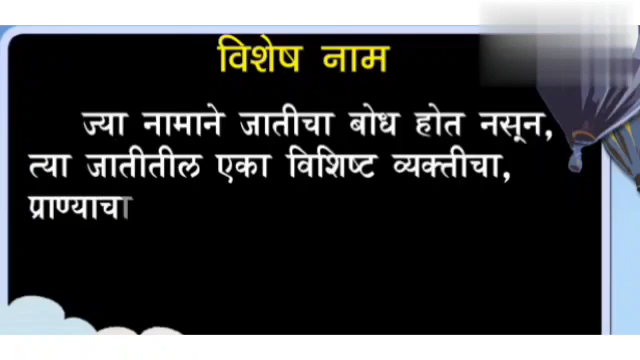 विशेष नाम
ज्या नामाने जातीचा बोध होत नसून,
त्या जातीतील एका विशिष्ट व्यक्तीचा,
प्राण्याचा